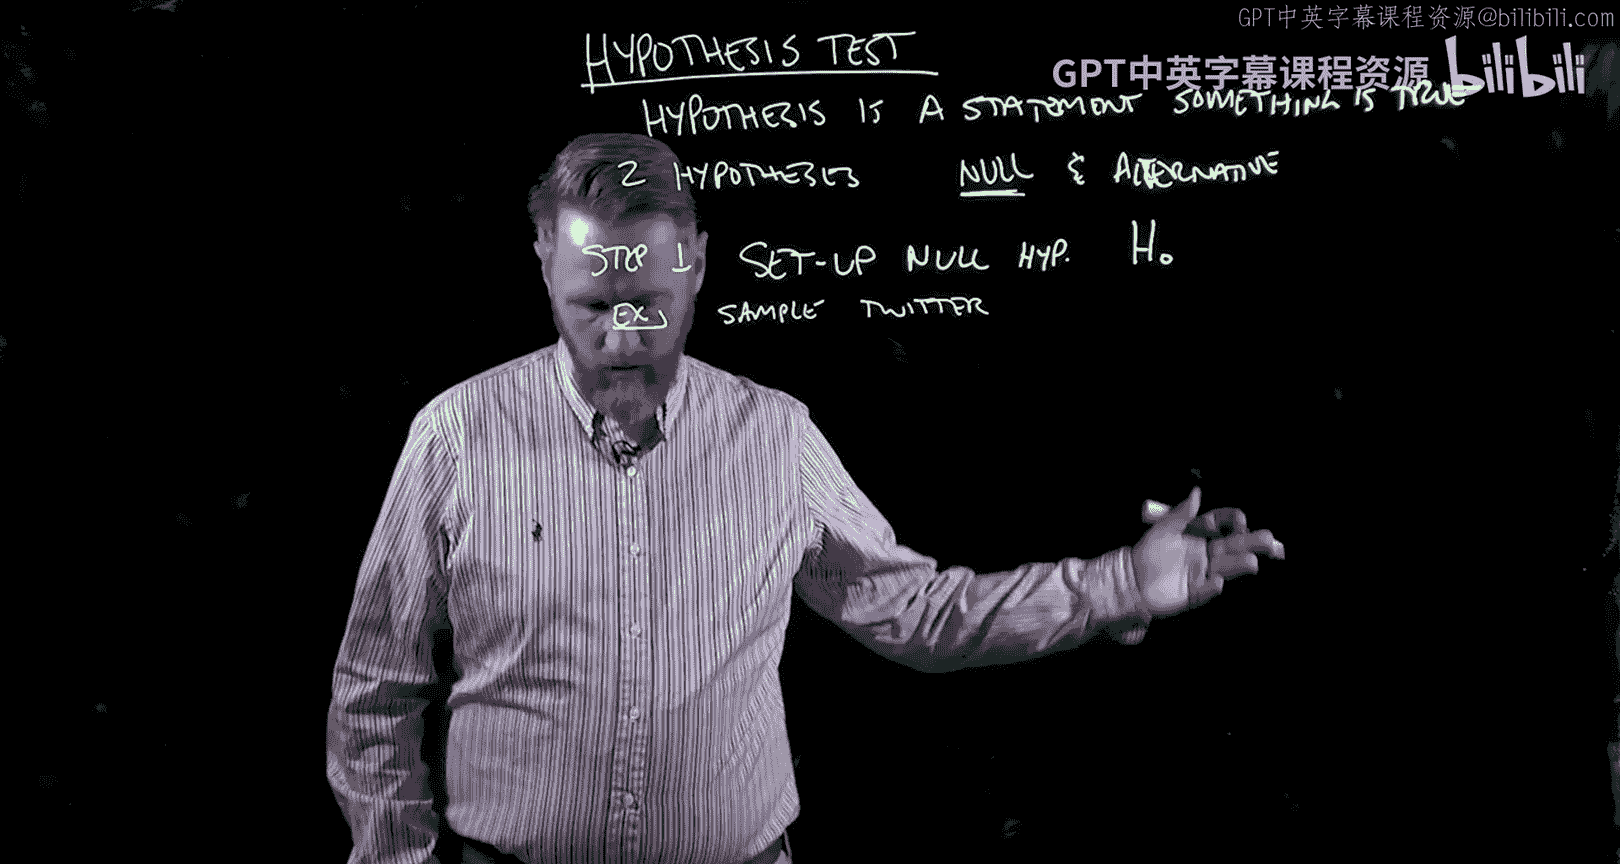 GPT中英字幕课程资源@bilibili.com
GPT中英字幕课程资源 bilibili
HYPOTHESIS TEST
HYPOTHESIS IS A STATEMENT SOMETHING IS TRUE
2 HYPOTHESES NULL & ALTERNATIVE
STEP 1 SET-UP NULL HYP. H₀
EX, SAMPLE TWITTER